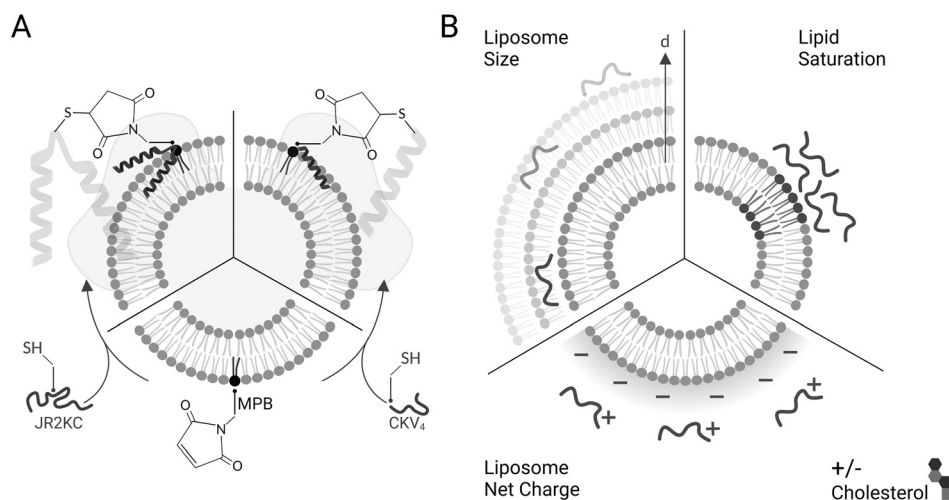 A
B
Liposome
Size
d
Lipid
Saturation
S
O
N
O
O
N
O
S
SH
JR2KC
MPB
SH
CKV₄
O
N
O
−
−
−
−
−
+
+
+
Liposome
Net Charge
+/-
Cholesterol